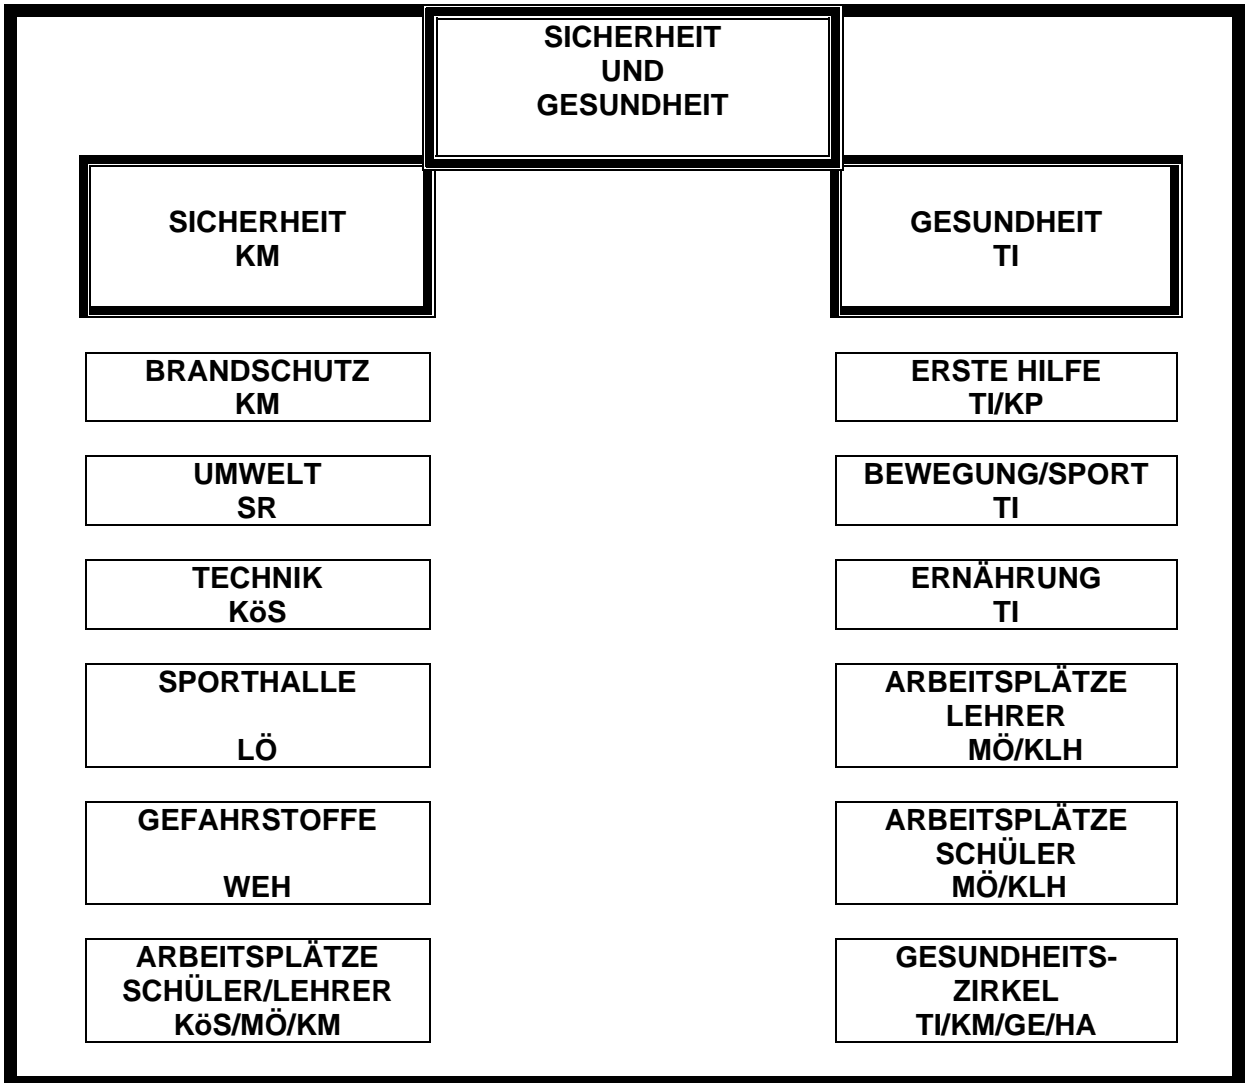 SICHERHEIT
UND
GESUNDHEIT
SICHERHEIT
KM
GESUNDHEIT
TI
BRANDSCHUTZ
KM
UMWELT
SR
TECHNIK
KöS
SPORTHALLE
LÖ
GEFAHRSTOFFE
WEH
ARBEITSPLÄTZE
SCHÜLER/LEHRER
KöS/MÖ/KM
ERSTE HILFE
TI/KP
BEWEGUNG/SPORT
TI
ERNÄHRUNG
TI
ARBEITSPLÄTZE
LEHRER
MÖ/KLH
ARBEITSPLÄTZE
SCHÜLER
MÖ/KLH
GESUNDHEITS-
ZIRKEL
TI/KM/GE/HA